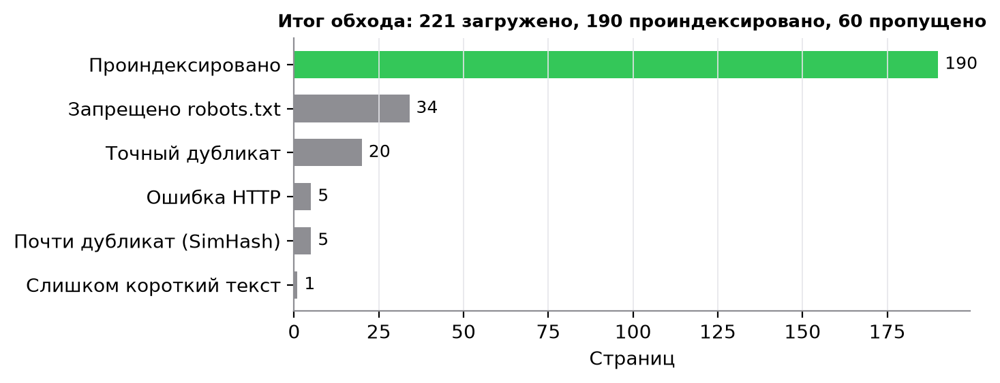 Итог обхода: 221 загружено, 190 проиндексировано, 60 пропущено
Проиндексировано 190
Запрещено robots.txt 34
Точный дубликат 20
Ошибка HTTP 5
Почти дубликат (SimHash) 5
Слишком короткий текст 1
0 25 50 75 100 125 150 175
Страниц